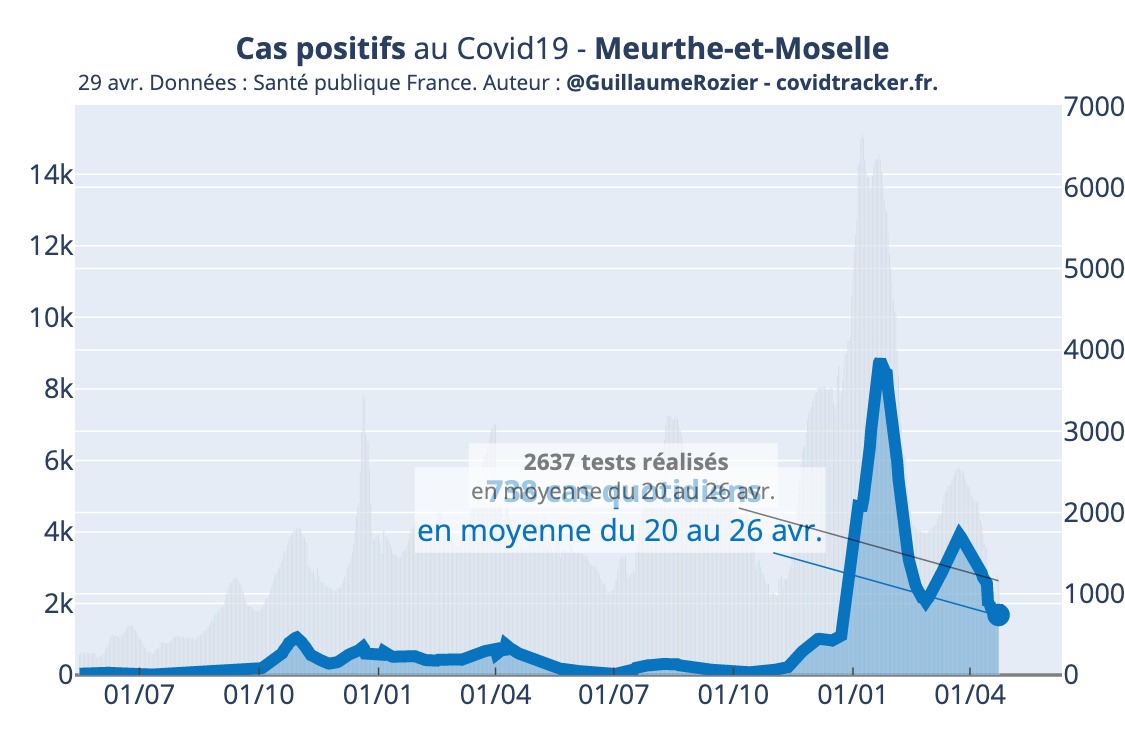 Cas positifs au Covid19 - Meurthe-et-Moselle
29 avr. Données : Santé publique France. Auteur : @GuillaumeRozier - covidtracker.fr.
7000
14k
6000
12k
5000
10k
4000
8k
3000
6k
2637 tests réalisés
en moyenne du 20 au 26 avr.
738 cas quotidiens
en moyenne du 20 au 26 avr.
2000
4k
1000
2k
0
0
01/07
01/10
01/01
01/04
01/07
01/10
01/01
01/04